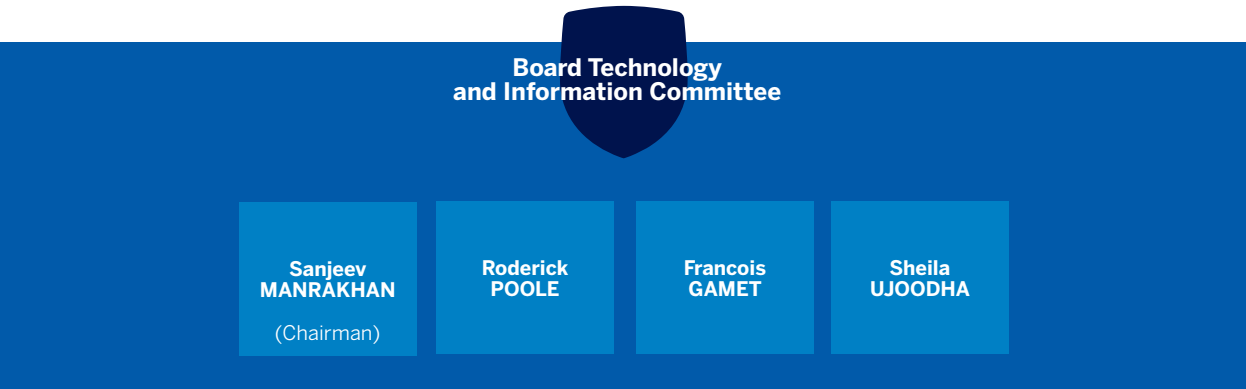 Board Technology
and Information Committee
Sanjeev
MANRAKHAN
(Chairman)
Roderick
POOLE
Francois
GAMET
Sheila
UJOODHA